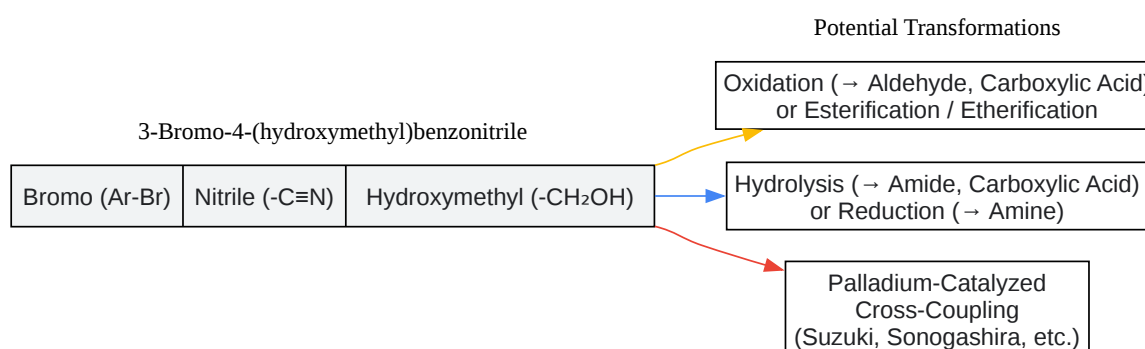 Potential Transformations
Oxidation (→ Aldehyde, Carboxylic Acid)
or Esterification / Etherification
3-Bromo-4-(hydroxymethyl)benzonitrile
Bromo (Ar-Br) Nitrile (-C≡N) Hydroxymethyl (-CH₂OH)
Hydrolysis (→ Amide, Carboxylic Acid)
or Reduction (→ Amine)
Palladium-Catalyzed
Cross-Coupling
(Suzuki, Sonogashira, etc.)